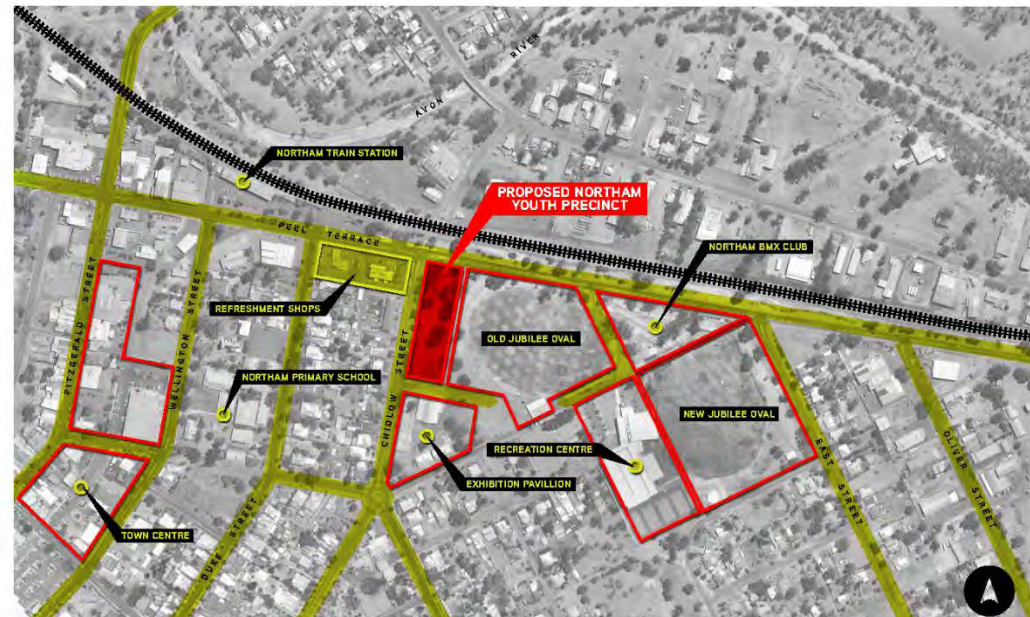 RIVER
AVON
NORTHAM TRAIN STATION
PROPOSED NORTHAM
YOUTH PRECINCT
PEEL TERRACE
NORTHAM BMX CLUB
REFRESHMENT SHOPS
FITZGERALD STREET
WELLINGTON STREET
CHIDLOW STREET
OLD JUBILEE OVAL
NORTHAM PRIMARY SCHOOL
NEW JUBILEE OVAL
RECREATION CENTRE
EXHIBITION PAVILLION
EAST STREET
OLIVER STREET
TOWN CENTRE
DUKE STREET